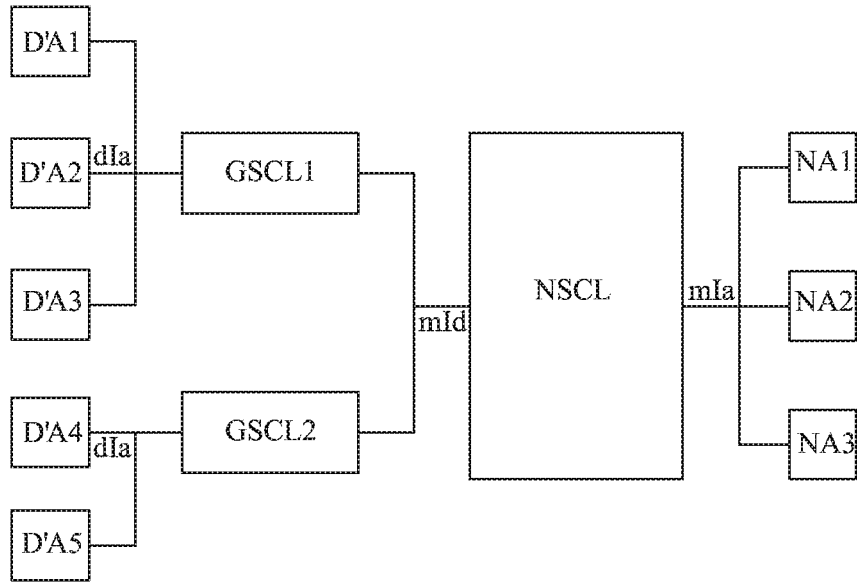 D'A1
D'A2
dIa
D'A3
D'A4
dIa
D'A5
GSCL1
GSCL2
mId
NSCL
mIa
NA1
NA2
NA3